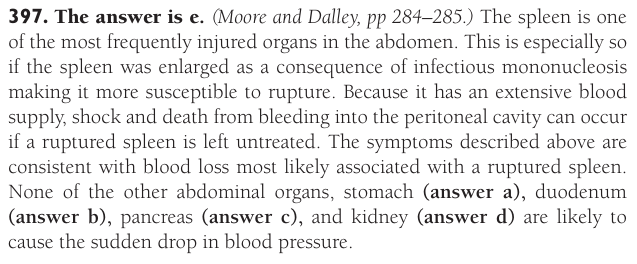 397. The answer is e. (Moore and Dalley, pp 284–285.) The spleen is one
of the most frequently injured organs in the abdomen. This is especially so
if the spleen was enlarged as a consequence of infectious mononucleosis
making it more susceptible to rupture. Because it has an extensive blood
supply, shock and death from bleeding into the peritoneal cavity can occur
if a ruptured spleen is left untreated. The symptoms described above are
consistent with blood loss most likely associated with a ruptured spleen.
None of the other abdominal organs, stomach (answer a), duodenum
(answer b), pancreas (answer c), and kidney (answer d) are likely to
cause the sudden drop in blood pressure.